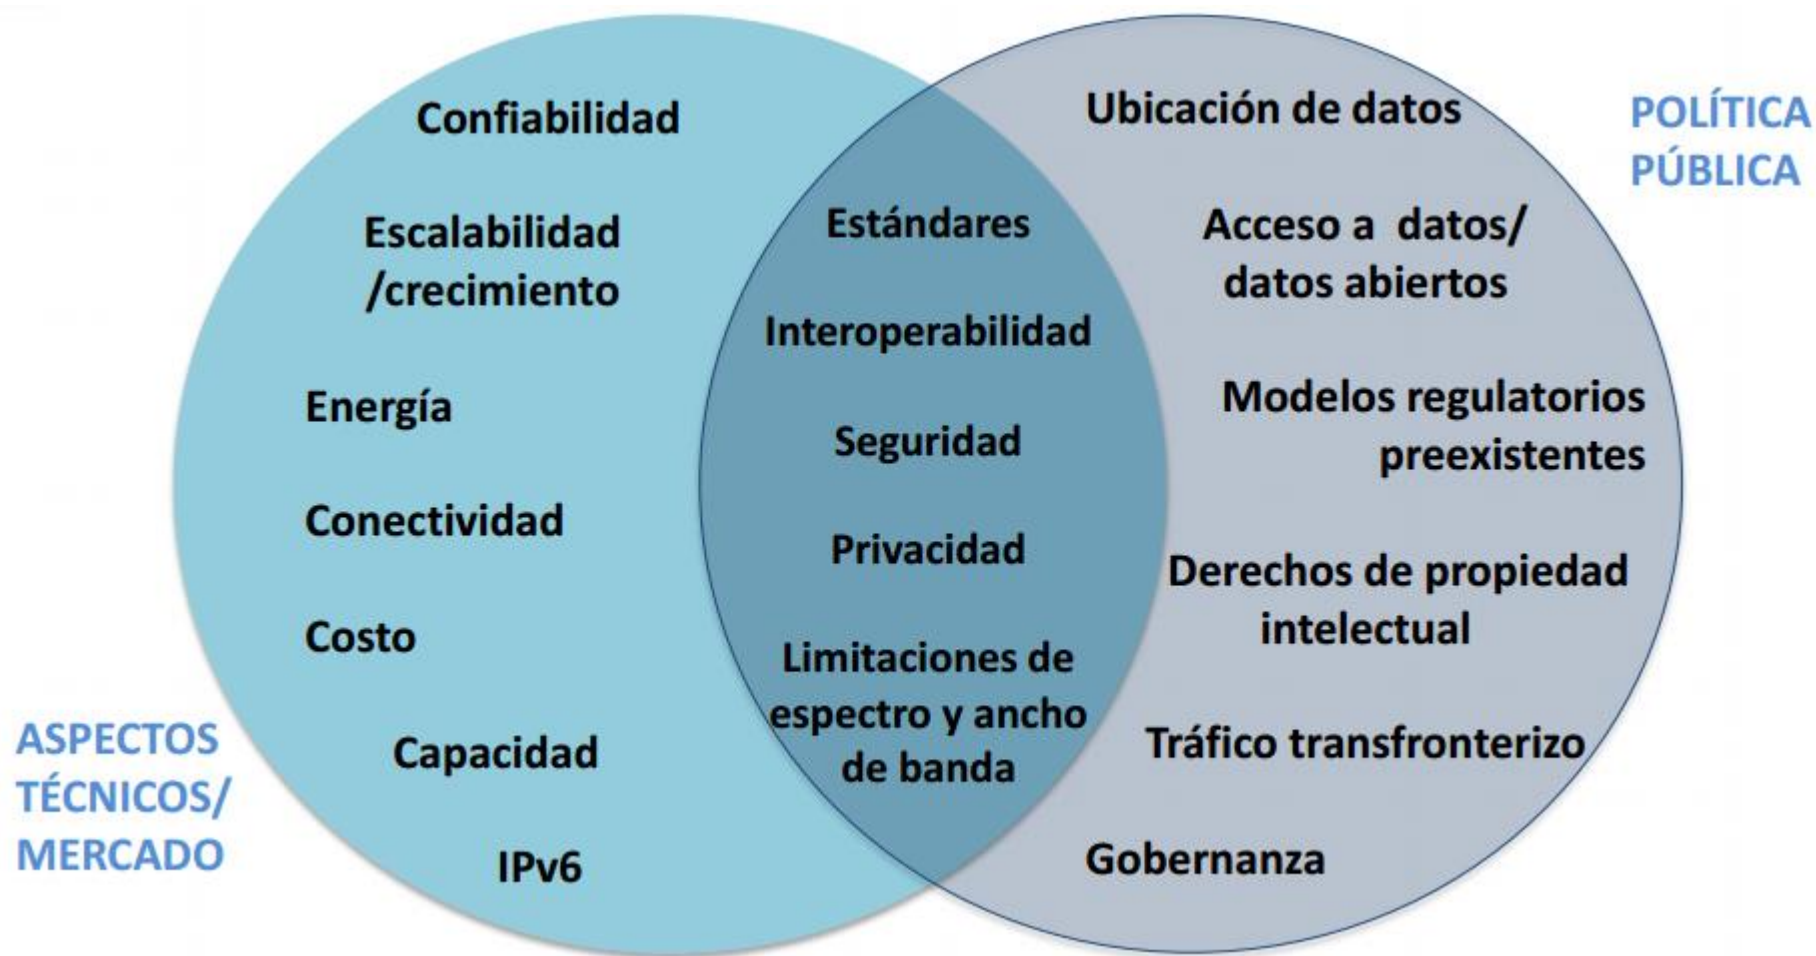 Confiabilidad
Escalabilidad
/crecimiento
Energía
Conectividad
Costo
Capacidad
IPv6
ASPECTOS
TÉCNICOS/
MERCADO
Estándares
Interoperabilidad
Seguridad
Privacidad
Limitaciones de
espectro y ancho
de banda
Ubicación de datos
Acceso a datos/
datos abiertos
Modelos regulatorios
preexistentes
Derechos de propiedad
intelectual
Tráfico transfronterizo
Gobernanza
POLÍTICA
PÚBLICA